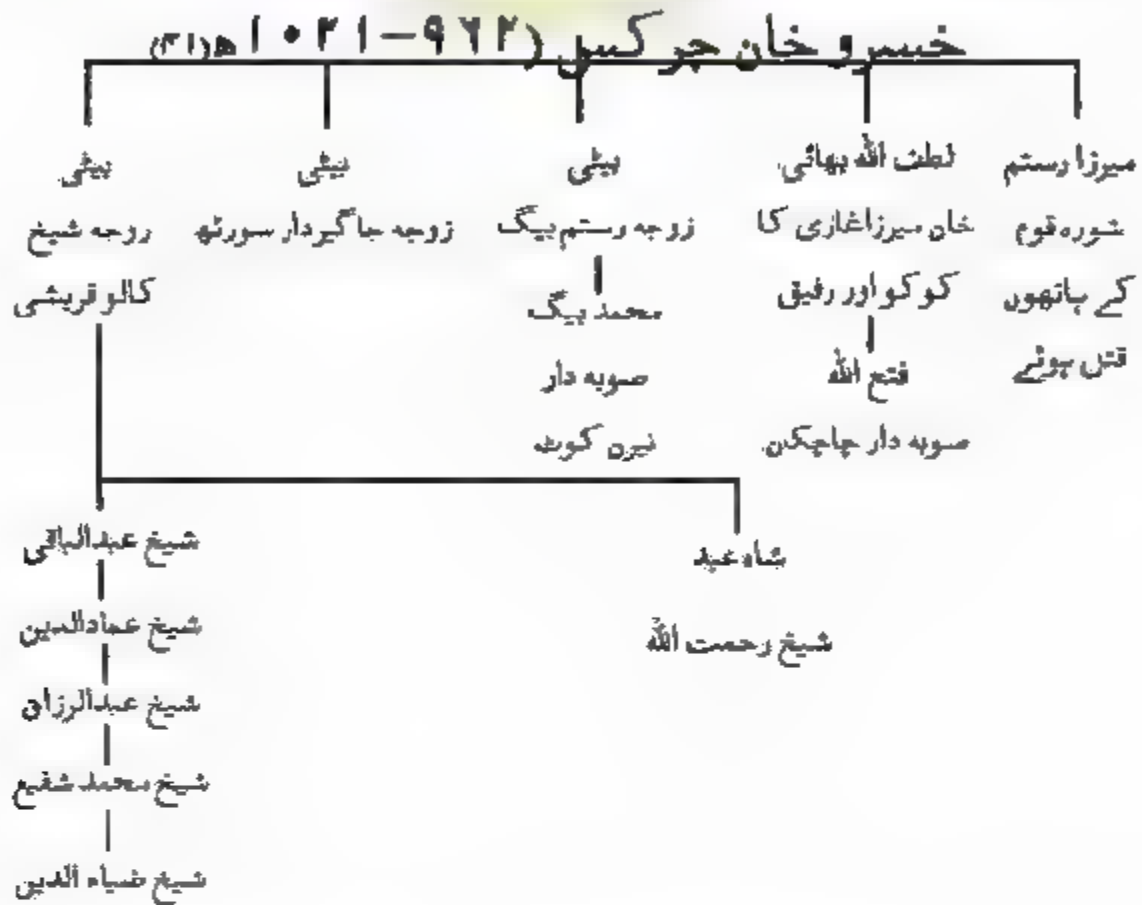 خسرو خان چرکس (۹۶۲-۱۰۲۱ھ(۳۱)
میرزا رستم
شورہ قوم
کے ہاتھوں
قتل ہوئے
لطف اللہ بھائی
خان میرزا غازی کا
کوکو اور رفیق
فتح اللہ
صوبہ دار چاچکن
بیٹی
زوجہ رستم بیگ
محمد بیگ
صوبہ دار
نیرن کوٹ
بیٹی
زوجہ جاگیردار سورٹھ
بیٹی
زوجہ شیخ
کالو قریشی
شاہ
شیخ رحمت اللہ
شیخ عبدالباقی
شیخ عمادالدین
شیخ عبدالرزاق
شیخ محمد شفیع
شیخ ضیاء الدین